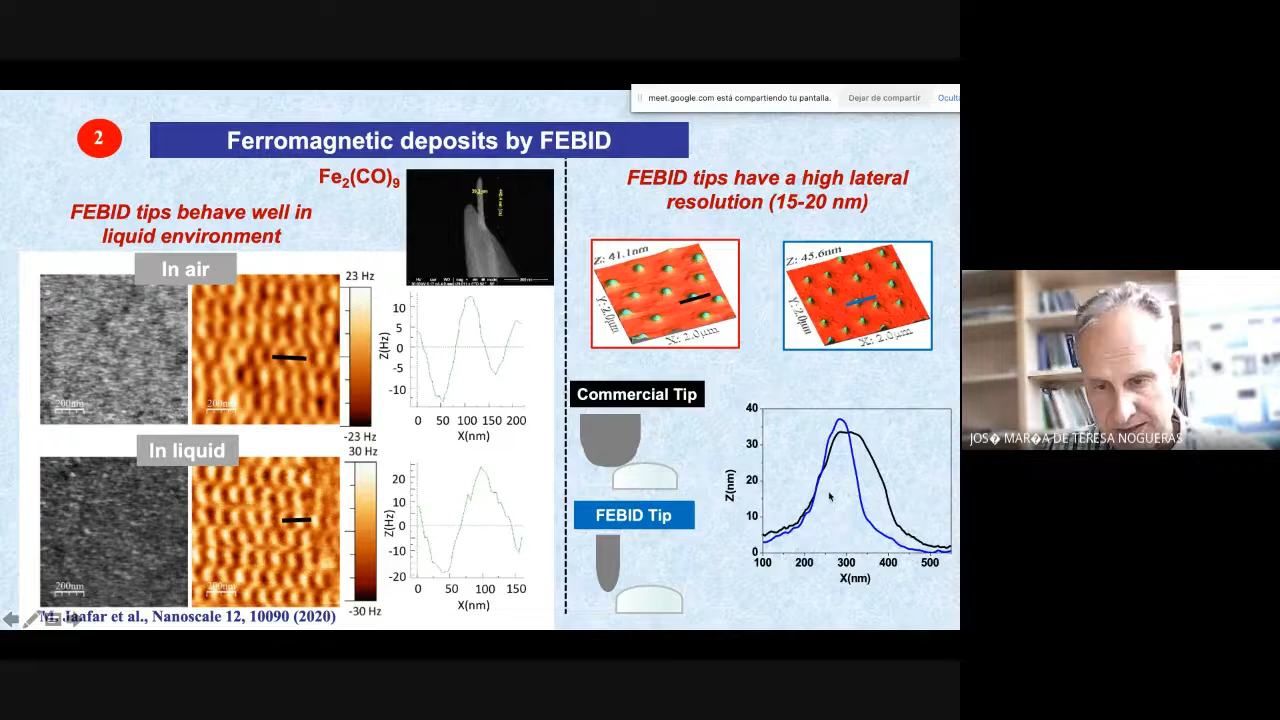 meet.google.com está compartiendo tu pantalla. Dejar de compartir Oculta
2
Ferromagnetic deposits by FEBID
Fe2(CO)9
FEBID tips behave well in
liquid environment
FEBID tips have a high lateral
resolution (15-20 nm)
In air
200nm
200nm
23 Hz
-23 Hz
10
5
0
-5
-10
Z(Hz)
0 50 100 150 200
X(nm)
In liquid
200nm
200nm
30 Hz
-30 Hz
20
10
0
-10
-20
Z(Hz)
0 50 100 150
X(nm)
Z: 41.1nm
Y: 2.0µm
X: 2.0µm
Z: 45.6nm
Y: 2.0µm
X: 2.0µm
Commercial Tip
FEBID Tip
40
30
20
10
0
Z(nm)
100 200 300 400 500
X(nm)
M. Jaafar et al., Nanoscale 12, 10090 (2020)
JOS� MAR�A DE TERESA NOGUERAS